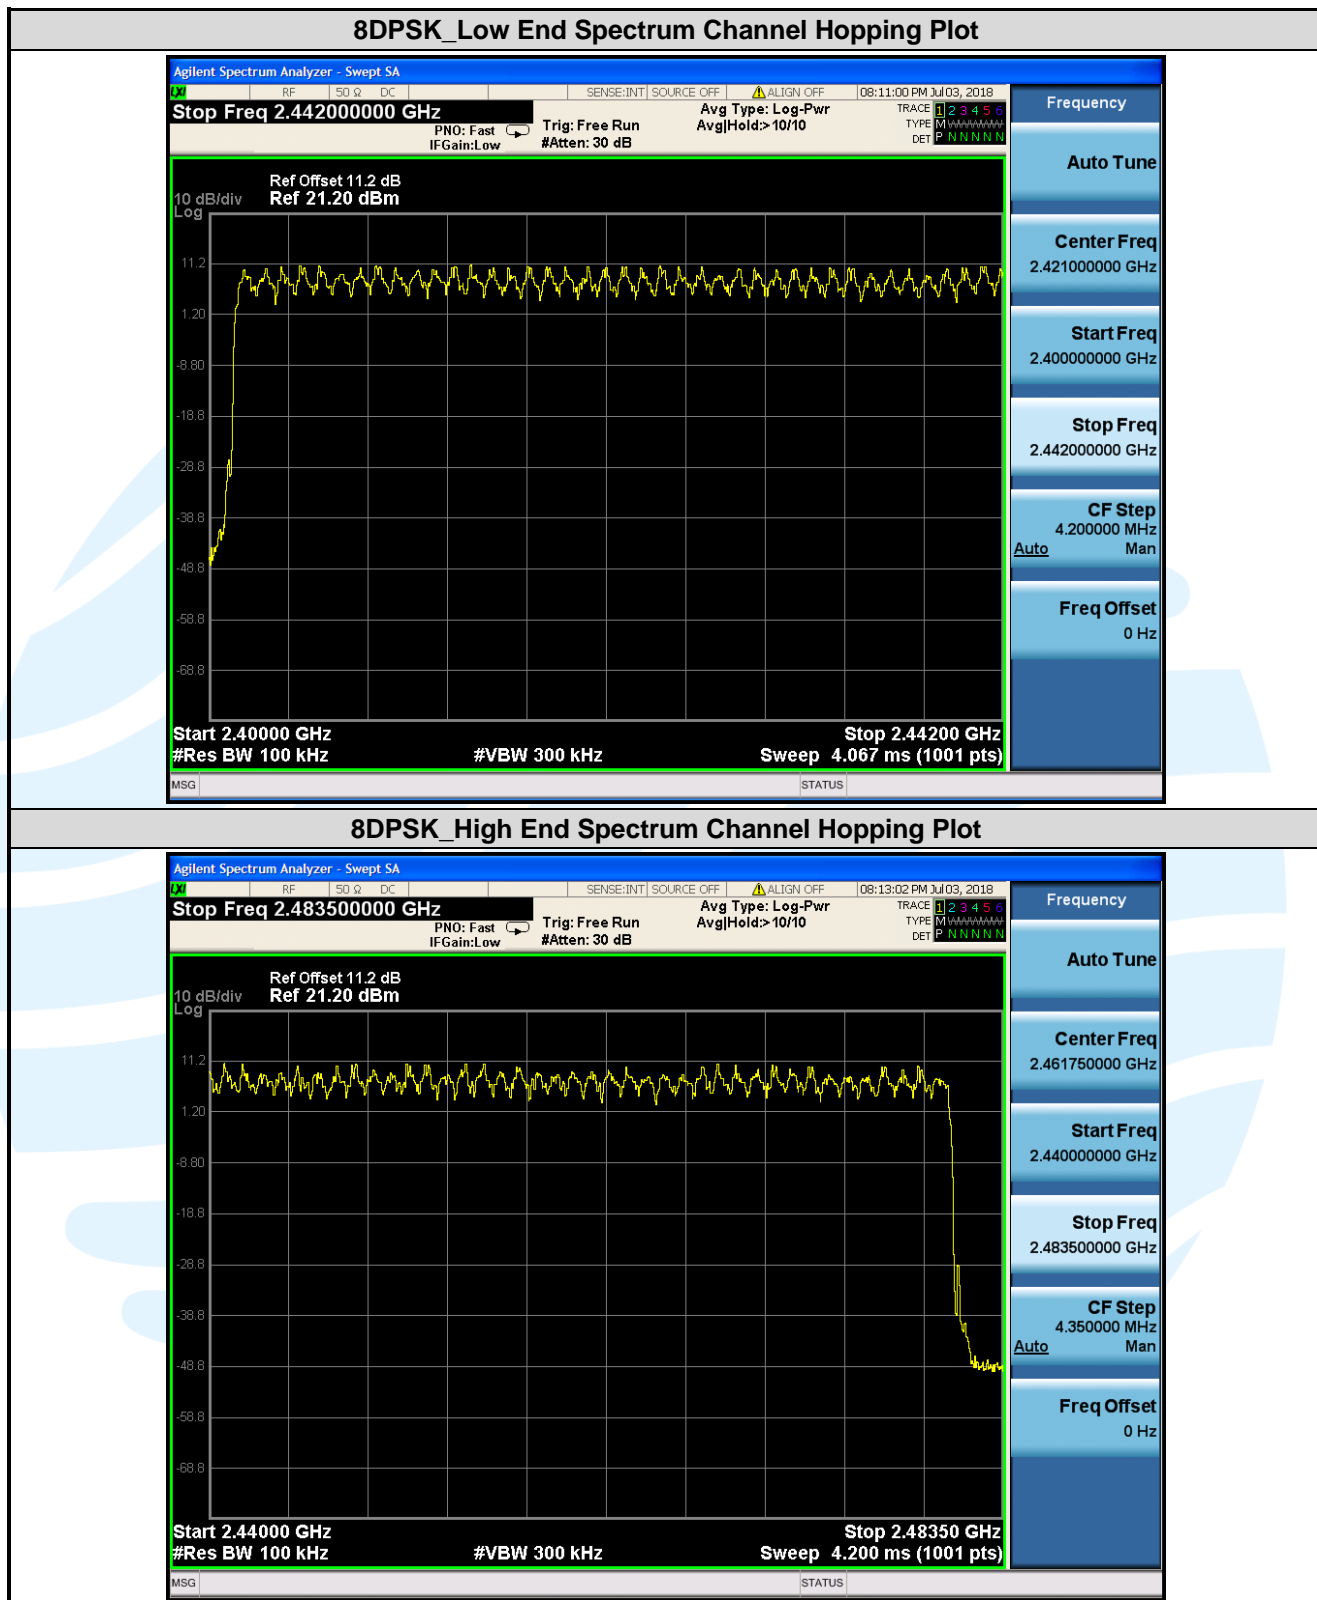 8DPSK_Low End Spectrum Channel Hopping Plot
Agilent Spectrum Analyzer - Swept SA
LXI RF 50 Ω DC SENSE:INT SOURCE OFF ALIGN OFF 08:11:00 PM Jul 03, 2018
Stop Freq 2.442000000 GHz Avg Type: Log-Pwr TRACE 1 2 3 4 5 6
PNO: Fast Trig: Free Run Avg|Hold:>10/10 TYPE M WWWWW
IFGain:Low #Atten: 30 dB DET P N N N N N
Ref Offset 11.2 dB
10 dB/div Ref 21.20 dBm
Log
11.2
1.20
-8.80
-18.8
-28.8
-38.8
-48.8
-58.8
-68.8
Start 2.40000 GHz Stop 2.44200 GHz
#Res BW 100 kHz #VBW 300 kHz Sweep 4.067 ms (1001 pts)
MSG STATUS
Frequency
Auto Tune
Center Freq
2.421000000 GHz
Start Freq
2.400000000 GHz
Stop Freq
2.442000000 GHz
CF Step
4.200000 MHz
Auto Man
Freq Offset
0 Hz
8DPSK_High End Spectrum Channel Hopping Plot
Agilent Spectrum Analyzer - Swept SA
LXI RF 50 Ω DC SENSE:INT SOURCE OFF ALIGN OFF 08:13:02 PM Jul 03, 2018
Stop Freq 2.483500000 GHz Avg Type: Log-Pwr TRACE 1 2 3 4 5 6
PNO: Fast Trig: Free Run Avg|Hold:>10/10 TYPE M WWWWW
IFGain:Low #Atten: 30 dB DET P N N N N N
Ref Offset 11.2 dB
10 dB/div Ref 21.20 dBm
Log
11.2
1.20
-8.80
-18.8
-28.8
-38.8
-48.8
-58.8
-68.8
Start 2.44000 GHz Stop 2.48350 GHz
#Res BW 100 kHz #VBW 300 kHz Sweep 4.200 ms (1001 pts)
MSG STATUS
Frequency
Auto Tune
Center Freq
2.461750000 GHz
Start Freq
2.440000000 GHz
Stop Freq
2.483500000 GHz
CF Step
4.350000 MHz
Auto Man
Freq Offset
0 Hz